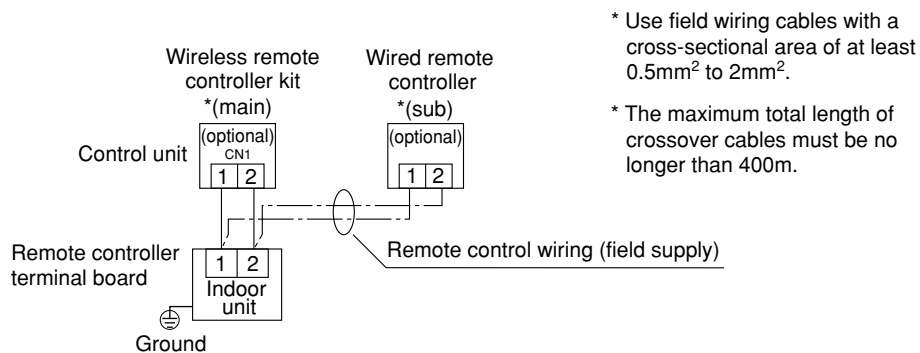 * Use field wiring cables with a
cross-sectional area of at least
0.5mm² to 2mm².
* The maximum total length of
crossover cables must be no
longer than 400m.
Wireless remote
controller kit
*(main)
Wired remote
controller
*(sub)
(optional)
CN1
1 2
(optional)
1 2
Control unit
Remote controller
terminal board
1 2
Indoor
unit
Remote control wiring (field supply)
Ground